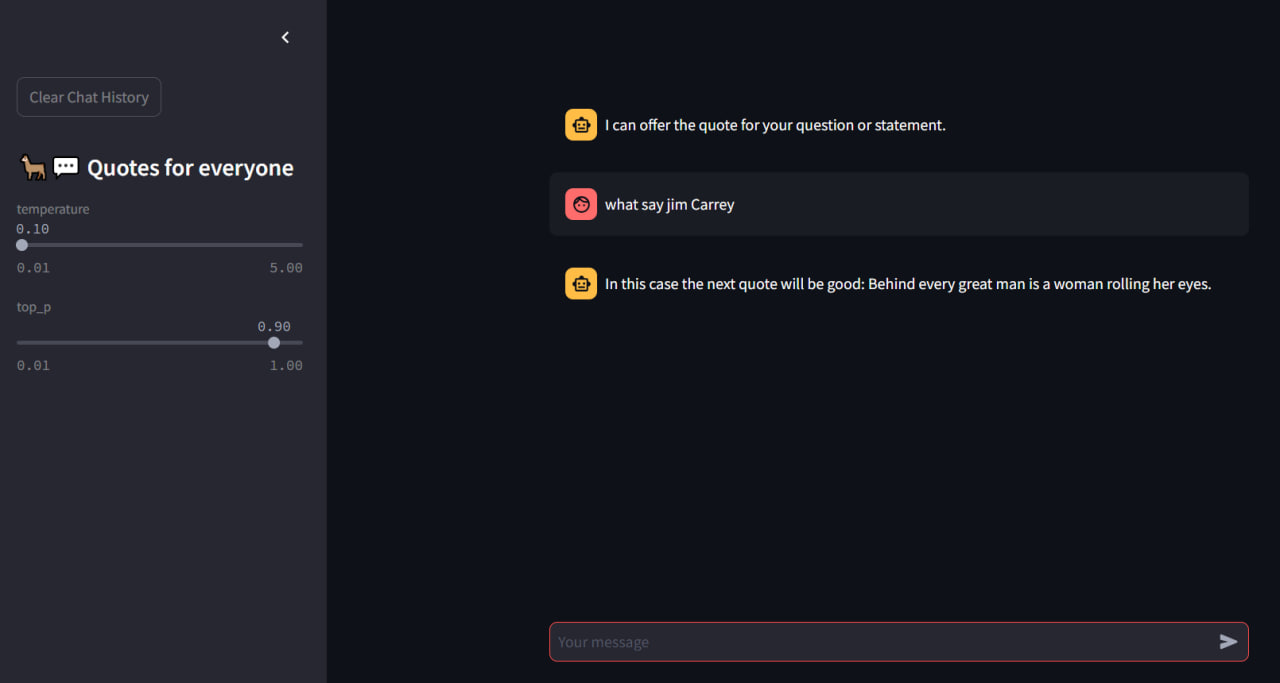 Clear Chat History
Quotes for everyone
temperature
0.10
0.01 5.00
top_p
0.90
0.01 1.00
I can offer the quote for your question or statement.
what say jim Carrey
In this case the next quote will be good: Behind every great man is a woman rolling her eyes.
Your message